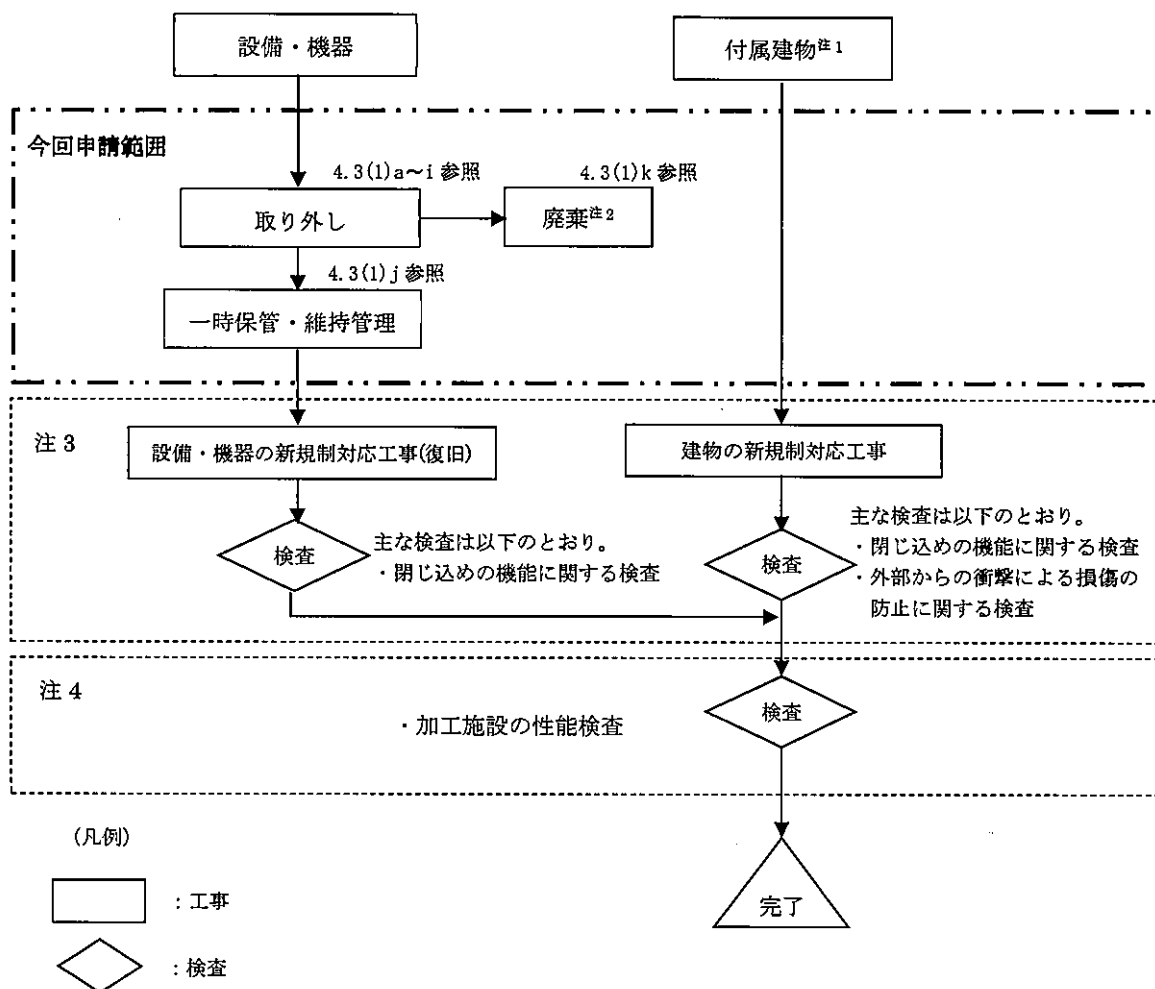 設備・機器
付属建物注1
今回申請範囲
4.3(1)a～i 参照
4.3(1)k 参照
取り外し
廃棄注2
4.3(1)j 参照
一時保管・維持管理
注3
設備・機器の新規制対応工事(復旧)
建物の新規制対応工事
検査
主な検査は以下のとおり。
・閉じ込めの機能に関する検査
検査
主な検査は以下のとおり。
・閉じ込めの機能に関する検査
・外部からの衝撃による損傷の
防止に関する検査
注4
・加工施設の性能検査
検査
(凡例)
：工事
完了
：検査